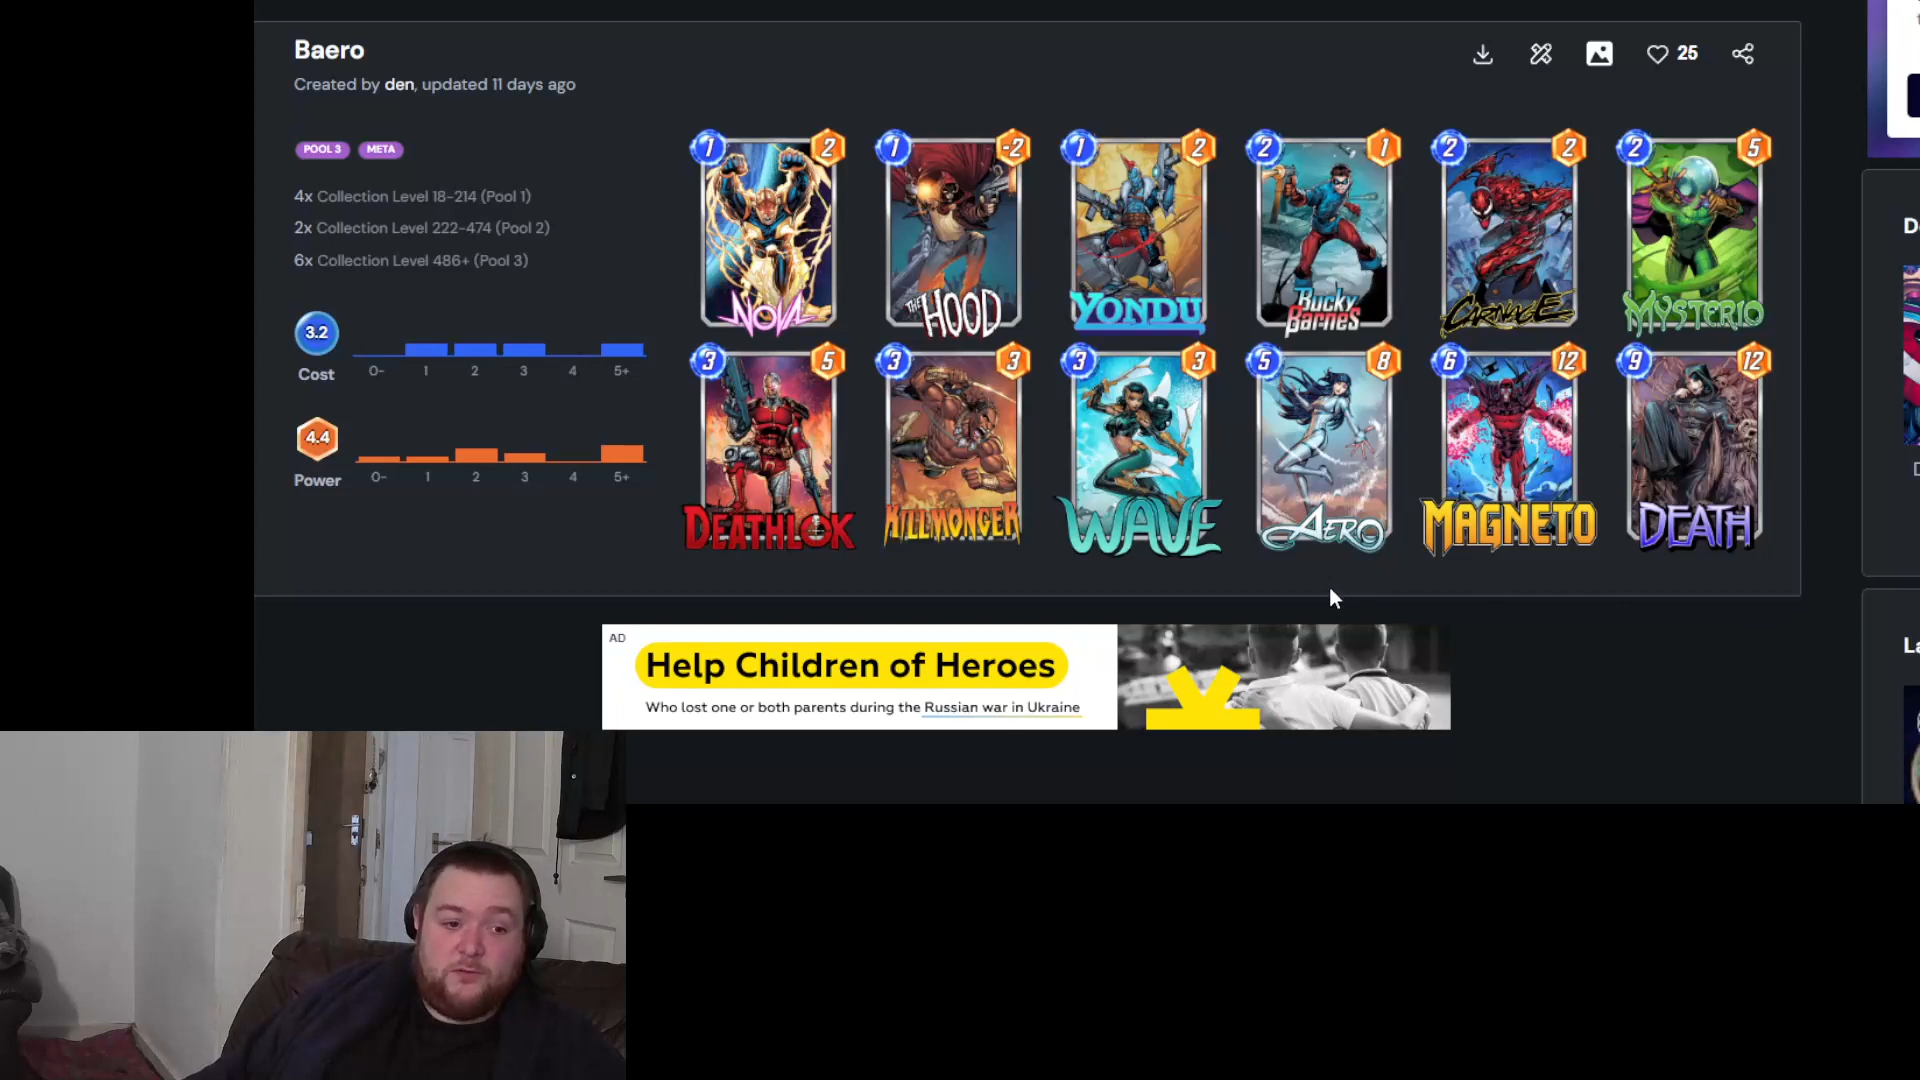 Baero
25
Created by den, updated 11 days ago
POOL 3 META
4x Collection Level 18-214 (Pool 1)
2x Collection Level 222-474 (Pool 2)
6x Collection Level 486+ (Pool 3)
3.2
Cost
0- 1 2 3 4 5+
4.4
Power
0- 1 2 3 4 5+
1 2 1 -2 1 2 2 1 2 2 2 5
NOVA THE HOOD YONDU Bucky Barnes CARNAGE MYSTERIO
3 5 3 3 3 3 5 8 6 12 9 12
DEATHLOK KILLMONGER WAVE AERO MAGNETO DEATH
AD
Help Children of Heroes
Who lost one or both parents during the Russian war in Ukraine